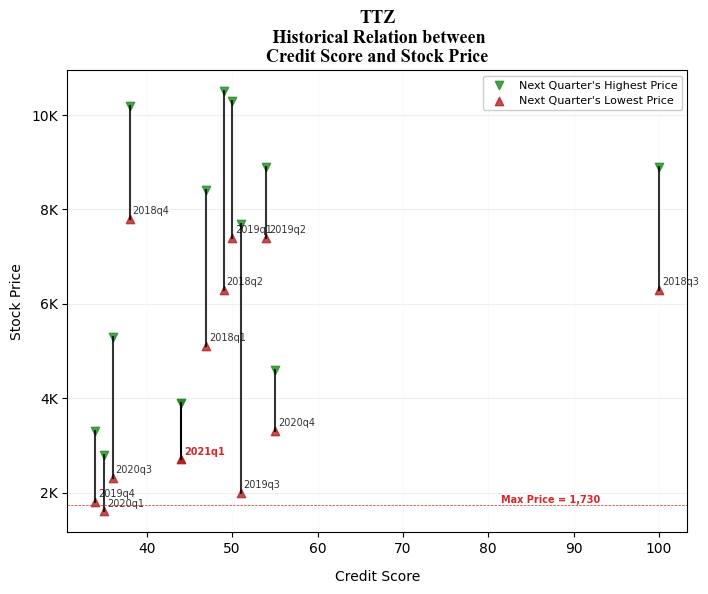 TTZ
Historical Relation between
Credit Score and Stock Price
Next Quarter's Highest Price
Next Quarter's Lowest Price
10K
8K
6K
4K
2K
Stock Price
2018q4
2019q1
2019q2
2018q2
2018q3
2018q1
2020q4
2021q1
2020q3
2019q3
2019q4
2020q1
Max Price = 1,730
40
50
60
70
80
90
100
Credit Score